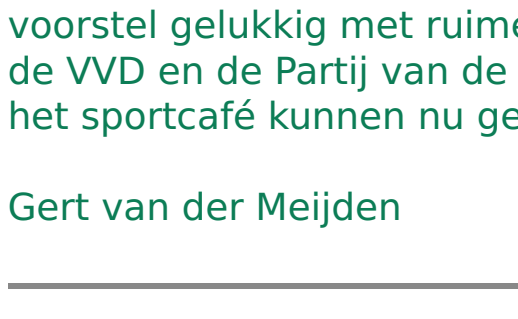 voorstel gelukkig met ruime
de VVD en de Partij van de
het sportcafé kunnen nu ge
Gert van der Meijden